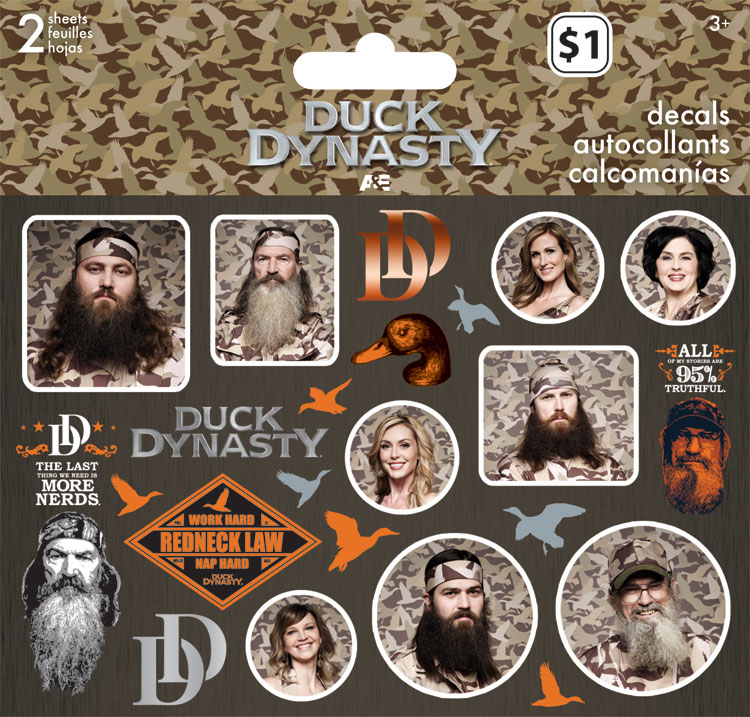 2 sheets
feuilles
hojas
$1
3+
DUCK
DYNASTY
A&E
decals
autocollants
calcomanías
DD
ALL
OF MY STORIES ARE
95%
TRUTHFUL.
DUCK
DYNASTY
DD
THE LAST
THING WE NEED IS
MORE
NERDS.
WORK HARD
REDNECK LAW
NAP HARD
DUCK
DYNASTY
DD